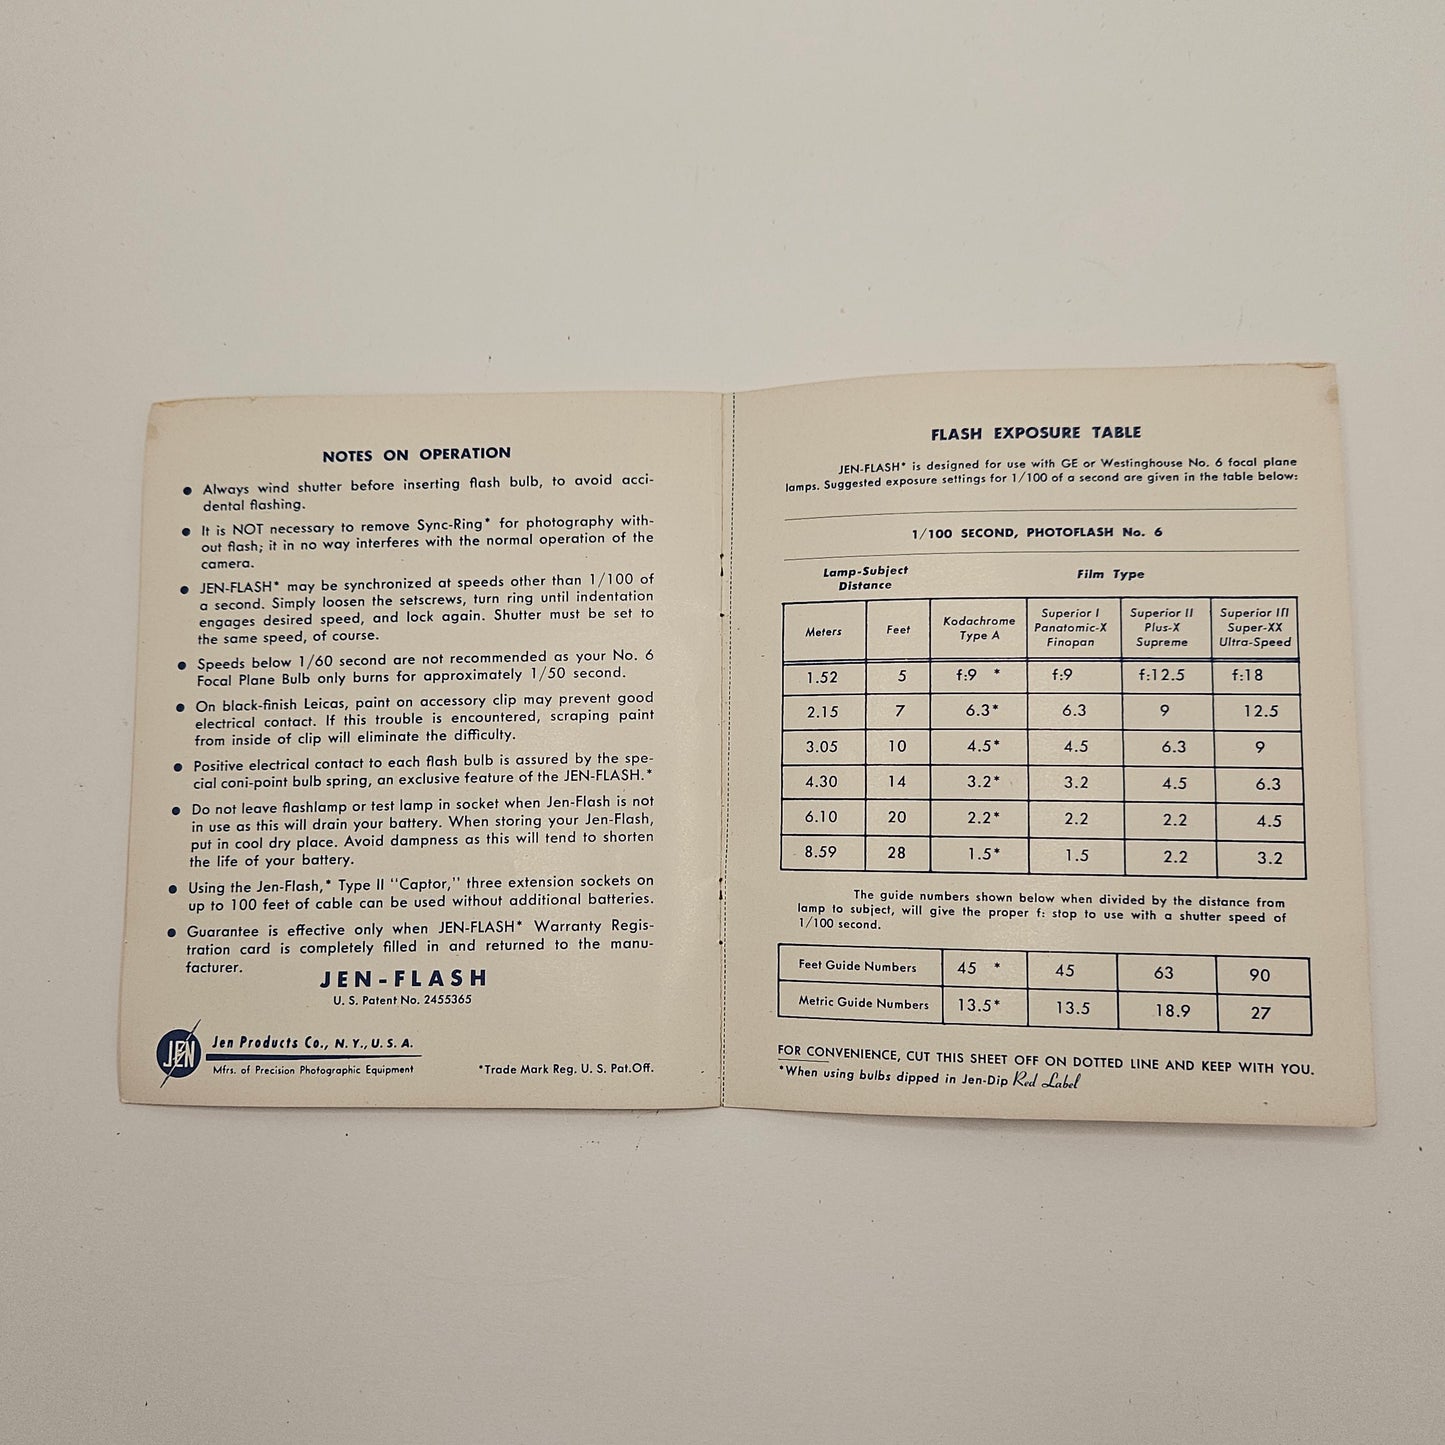 NOTES ON OPERATION
● Always wind shutter before inserting flash bulb, to avoid acci-
dental flashing.
● It is NOT necessary to remove Sync-Ring* for photography with-
out flash; it in no way interferes with the normal operation of the
camera.
● JEN-FLASH* may be synchronized at speeds other than 1/100 of
a second. Simply loosen the setscrews, turn ring until indentation
engages desired speed, and lock again. Shutter must be set to
the same speed, of course.
● Speeds below 1/60 second are not recommended as your No. 6
Focal Plane Bulb only burns for approximately 1/50 second.
● On black-finish Leicas, paint on accessory clip may prevent good
electrical contact. If this trouble is encountered, scraping paint
from inside of clip will eliminate the difficulty.
● Positive electrical contact to each flash bulb is assured by the spe-
cial coni-point bulb spring, an exclusive feature of the JEN-FLASH.*
● Do not leave flashlamp or test lamp in socket when Jen-Flash is not
in use as this will drain your battery. When storing your Jen-Flash,
put in cool dry place. Avoid dampness as this will tend to shorten
the life of your battery.
● Using the Jen-Flash,* Type II "Captor," three extension sockets on
up to 100 feet of cable can be used without additional batteries.
● Guarantee is effective only when JEN-FLASH* Warranty Regis-
tration card is completely filled in and returned to the manu-
facturer.
JEN-FLASH
U. S. Patent No. 2455365
JEN
Jen Products Co., N. Y., U. S. A.
Mfrs. of Precision Photographic Equipment
*Trade Mark Reg. U. S. Pat.Off.
FLASH EXPOSURE TABLE
JEN-FLASH* is designed for use with GE or Westinghouse No. 6 focal plane
lamps. Suggested exposure settings for 1/100 of a second are given in the table below:
1/100 SECOND, PHOTOFLASH No. 6
Lamp-Subject
Distance
Film Type
Meters Feet Kodachrome Type A Superior I Panatomic-X Finopan Superior II Plus-X Supreme Superior III Super-XX Ultra-Speed
1.52 5 f:9 * f:9 f:12.5 f:18
2.15 7 6.3* 6.3 9 12.5
3.05 10 4.5* 4.5 6.3 9
4.30 14 3.2* 3.2 4.5 6.3
6.10 20 2.2* 2.2 2.2 4.5
8.59 28 1.5* 1.5 2.2 3.2
The guide numbers shown below when divided by the distance from
lamp to subject, will give the proper f: stop to use with a shutter speed of
1/100 second.
Feet Guide Numbers 45 * 45 63 90
Metric Guide Numbers 13.5* 13.5 18.9 27
FOR CONVENIENCE, CUT THIS SHEET OFF ON DOTTED LINE AND KEEP WITH YOU.
*When using bulbs dipped in Jen-Dip Red Label